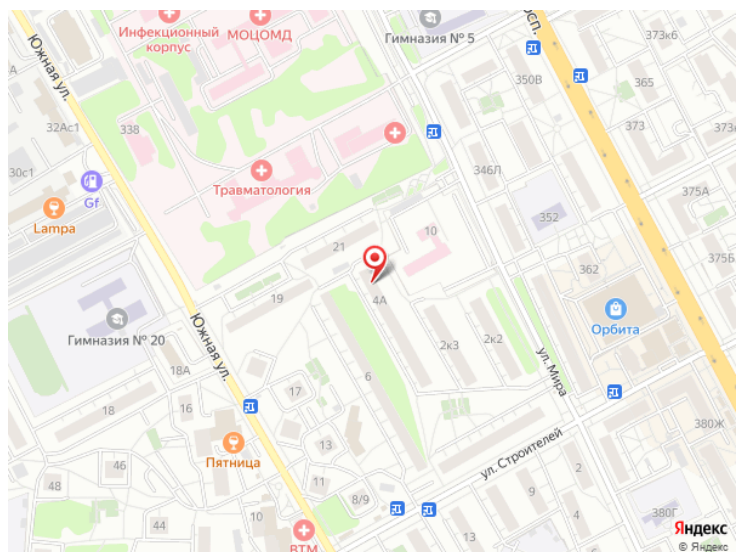 Южная ул.
Инфекционный
корпус
МОЦОМД
Гимназия № 5
просп.
373к6
350В
365
373
32Ас1
338
30с1
Gf
Lampa
Травматология
346Л
375А
352
10
21
362
375Б
19
4А
Орбита
Гимназия № 20
Южная ул.
2к3
2к2
ул. Мира
18А
6
17
18
16
13
ул. Строителей
380Ж
Пятница
46
48
11
8/9
2
9
4
44
10
380Г
ВТМ
Яндекс
© Яндекс